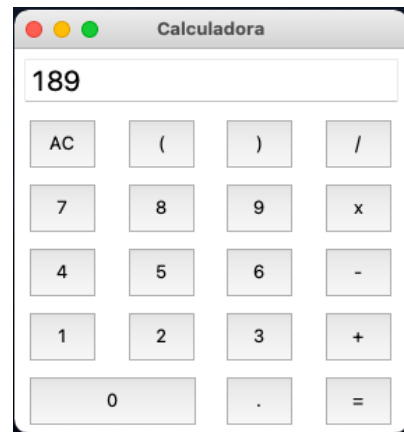 Calculadora
189
AC ( ) /
7 8 9 x
4 5 6 -
1 2 3 +
0 . =